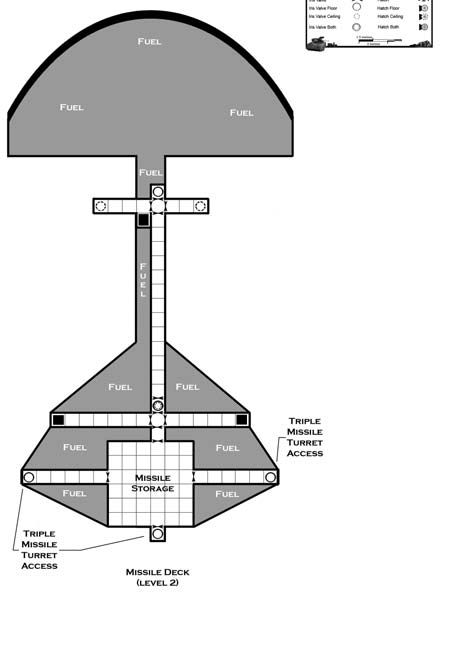 Iris Valve Hatch
Iris Valve Floor Hatch Floor
Iris Valve Ceiling Hatch Ceiling
Iris Valve Both Hatch Both
Fuel
Fuel
Fuel
Fuel
Fuel
Fuel Fuel
Fuel Fuel
Triple
Missile
Turret
Access
Missile
Storage
Fuel Fuel
Triple
Missile
Turret
Access
Missile Deck
(level 2)